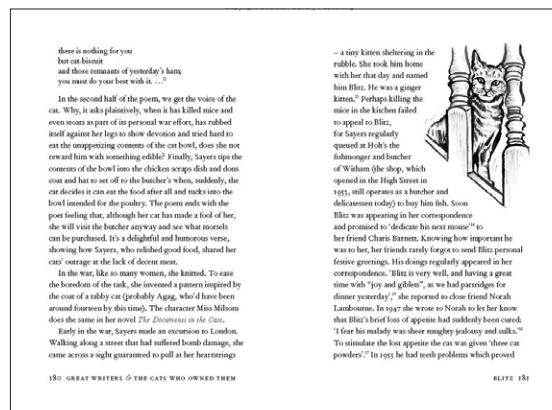 there is nothing for you
but cat-biscuit
and those remnants of yesterday's ham;
you must do your best with it. …
In the second half of the poem, we get the voice of the
cat. Why, it asks plaintively, when it has killed mice and
even stoats as part of its personal war effort, has rubbed
itself against her legs to show devotion and tried hard to
eat the unappetizing contents of the cat bowl, does she not
reward him with something edible? Finally, Sayers tips the
contents of the bowl into the chicken scraps dish and dons
coat and hat to set off to the butcher's when, suddenly, the
cat decides it can eat the food after all and tucks into the
bowl intended for the poultry. The poem ends with the
poet feeling that, although her cat has made a fool of her,
she will visit the butcher anyway and see what morsels
can be purchased. It's a delightful and humorous verse,
showing how Sayers, who relished good food, shared her
cats' outrage at the lack of decent meat.
In the war, like so many women, she knitted. To ease
the boredom of the task, she invented a pattern inspired by
the coat of a tabby cat (probably Agag, who'd have been
around fourteen by this time). The character Miss Milsom
does the same in her novel The Documents in the Case.
Early in the war, Sayers made an excursion to London.
Walking along a street that had suffered bomb damage, she
came across a sight guaranteed to pull at her heartstrings
180 GREAT WRITERS & THE CATS WHO OWNED THEM
– a tiny kitten sheltering in the
rubble. She took him home
with her that day and named
him Blitz. He was a ginger
kitten. Perhaps killing the
mice in the kitchen failed
to appeal to Blitz,
for Sayers regularly
queued at Holt's the
fishmonger and butcher
of Witham (the shop, which
opened in the High Street in
1953, still operates as a butcher and
delicatessen today) to buy him fish. Soon
Blitz was appearing in her correspondence
and promised to 'dedicate his next mouse' to
her friend Charis Barnett. Knowing how important he
was to her, her friends rarely forgot to send Blitz personal
festive greetings. His doings regularly appeared in her
correspondence. 'Blitz is very well, and having a great
time with "joy and giblets", as we had partridges for
dinner yesterday', she reported to close friend Norah
Lambourne. In 1947 she wrote to Norah to let her know
that Blitz's brief loss of appetite had suddenly been cured:
'I fear his malady was sheer naughty jealousy and sulks.'
To stimulate the lost appetite the cat was given 'three cat
powders'. In 1953 he had teeth problems which proved
BLITZ 181